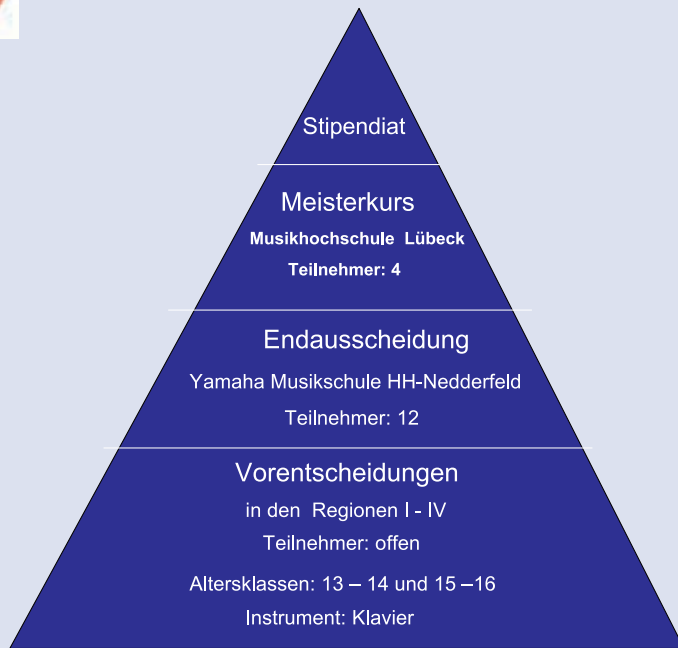 Stipendiat
Meisterkurs
Musikhochschule Lübeck
Teilnehmer: 4
Endausscheidung
Yamaha Musikschule HH-Nedderfeld
Teilnehmer: 12
Vorentscheidungen
in den Regionen I - IV
Teilnehmer: offen
Altersklassen: 13 – 14 und 15 –16
Instrument: Klavier